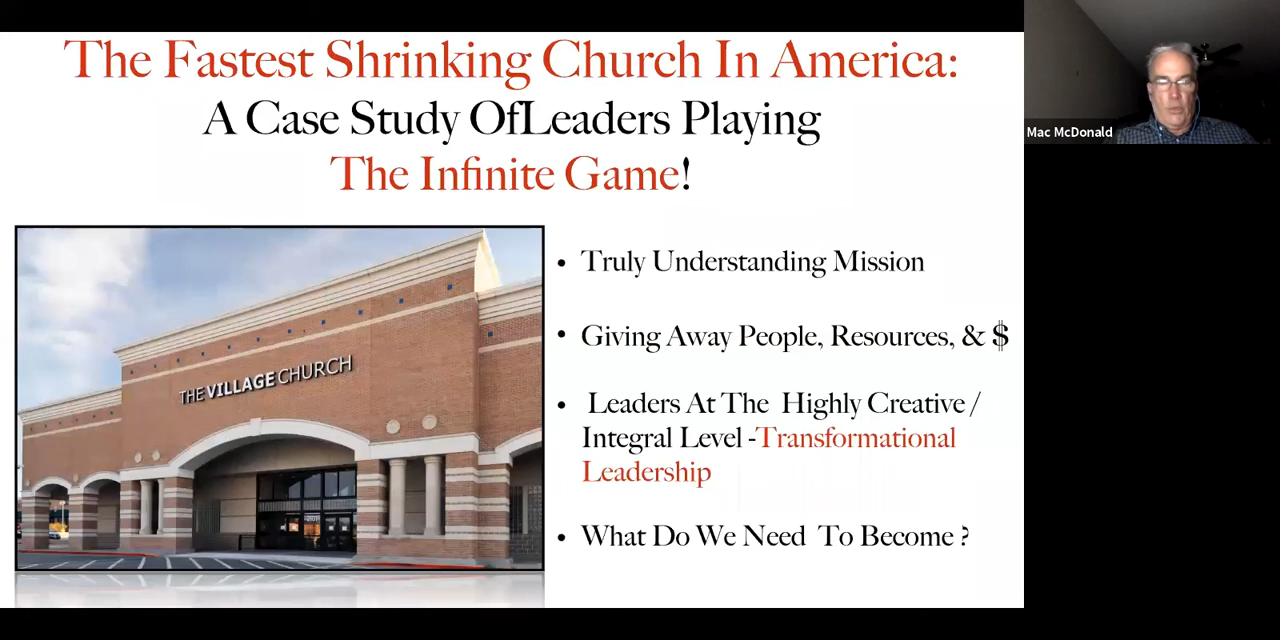 The Fastest Shrinking Church In America:
A Case Study OfLeaders Playing
The Infinite Game!
Mac McDonald
THE VILLAGE CHURCH
• Truly Understanding Mission
• Giving Away People, Resources, & $
• Leaders At The Highly Creative /
Integral Level -Transformational
Leadership
• What Do We Need To Become ?